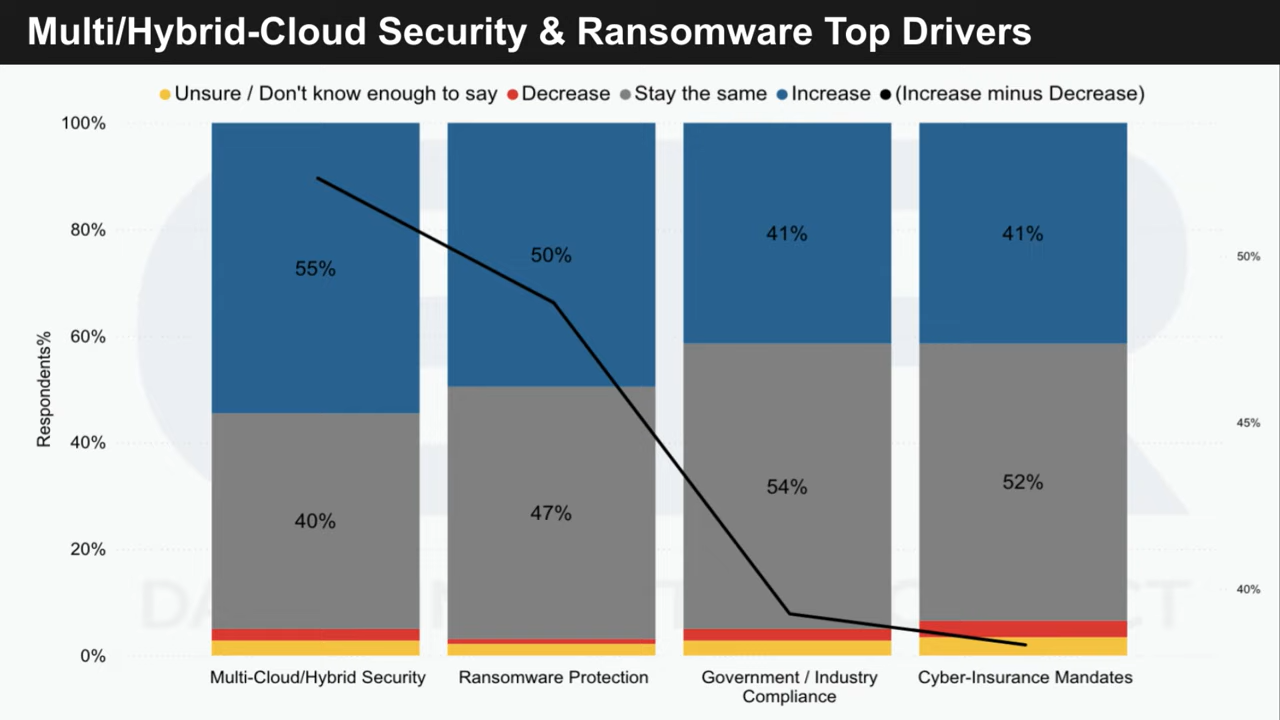 Multi/Hybrid-Cloud Security & Ransomware Top Drivers
Unsure / Don't know enough to say Decrease Stay the same Increase (Increase minus Decrease)
Respondents%
100%
80%
60%
40%
20%
0%
55%
50%
41%
41%
40%
47%
54%
52%
50%
45%
40%
Multi-Cloud/Hybrid Security
Ransomware Protection
Government / Industry
Compliance
Cyber-Insurance Mandates